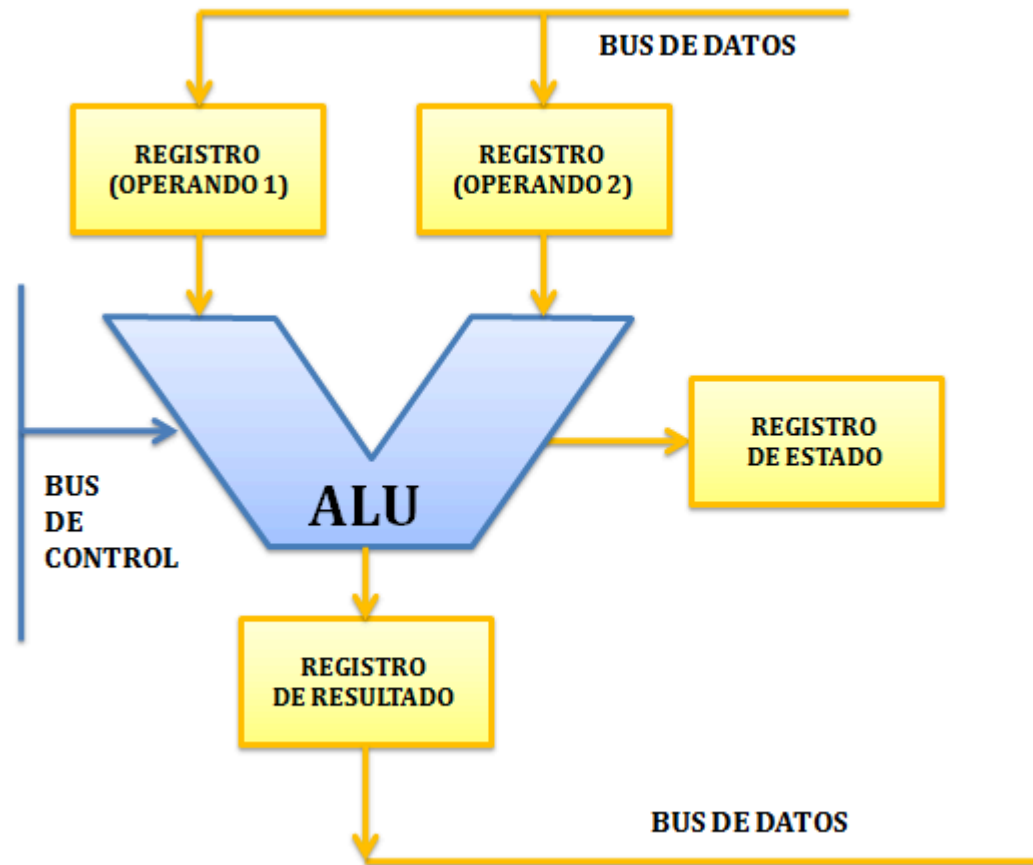 BUS DE DATOS
REGISTRO
(OPERANDO 1)
REGISTRO
(OPERANDO 2)
REGISTRO
DE ESTADO
BUS
DE
CONTROL
ALU
REGISTRO
DE RESULTADO
BUS DE DATOS